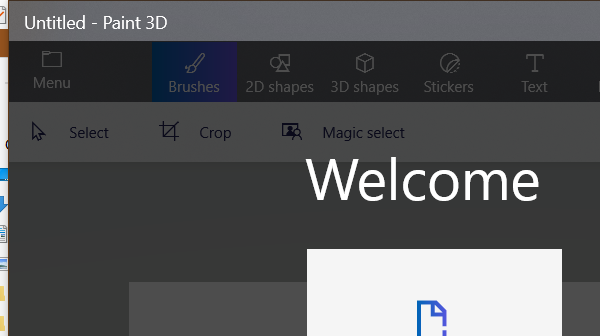 Untitled - Paint 3D
Menu
Brushes
2D shapes
3D shapes
Stickers
Text
Select
Crop
Magic select
Welcome